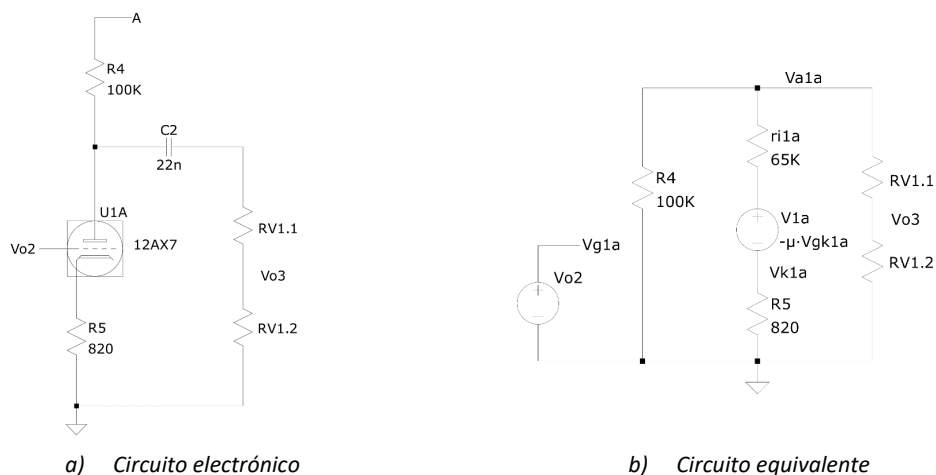 A
R4
100K
C2
22n
U1A
12AX7
Vo2
RV1.1
Vo3
RV1.2
R5
820
a) Circuito electrónico
Va1a
ri1a
65K
R4
100K
RV1.1
Vg1a
V1a
-µ·Vgk1a
Vo3
Vo2
Vk1a
RV1.2
R5
820
b) Circuito equivalente